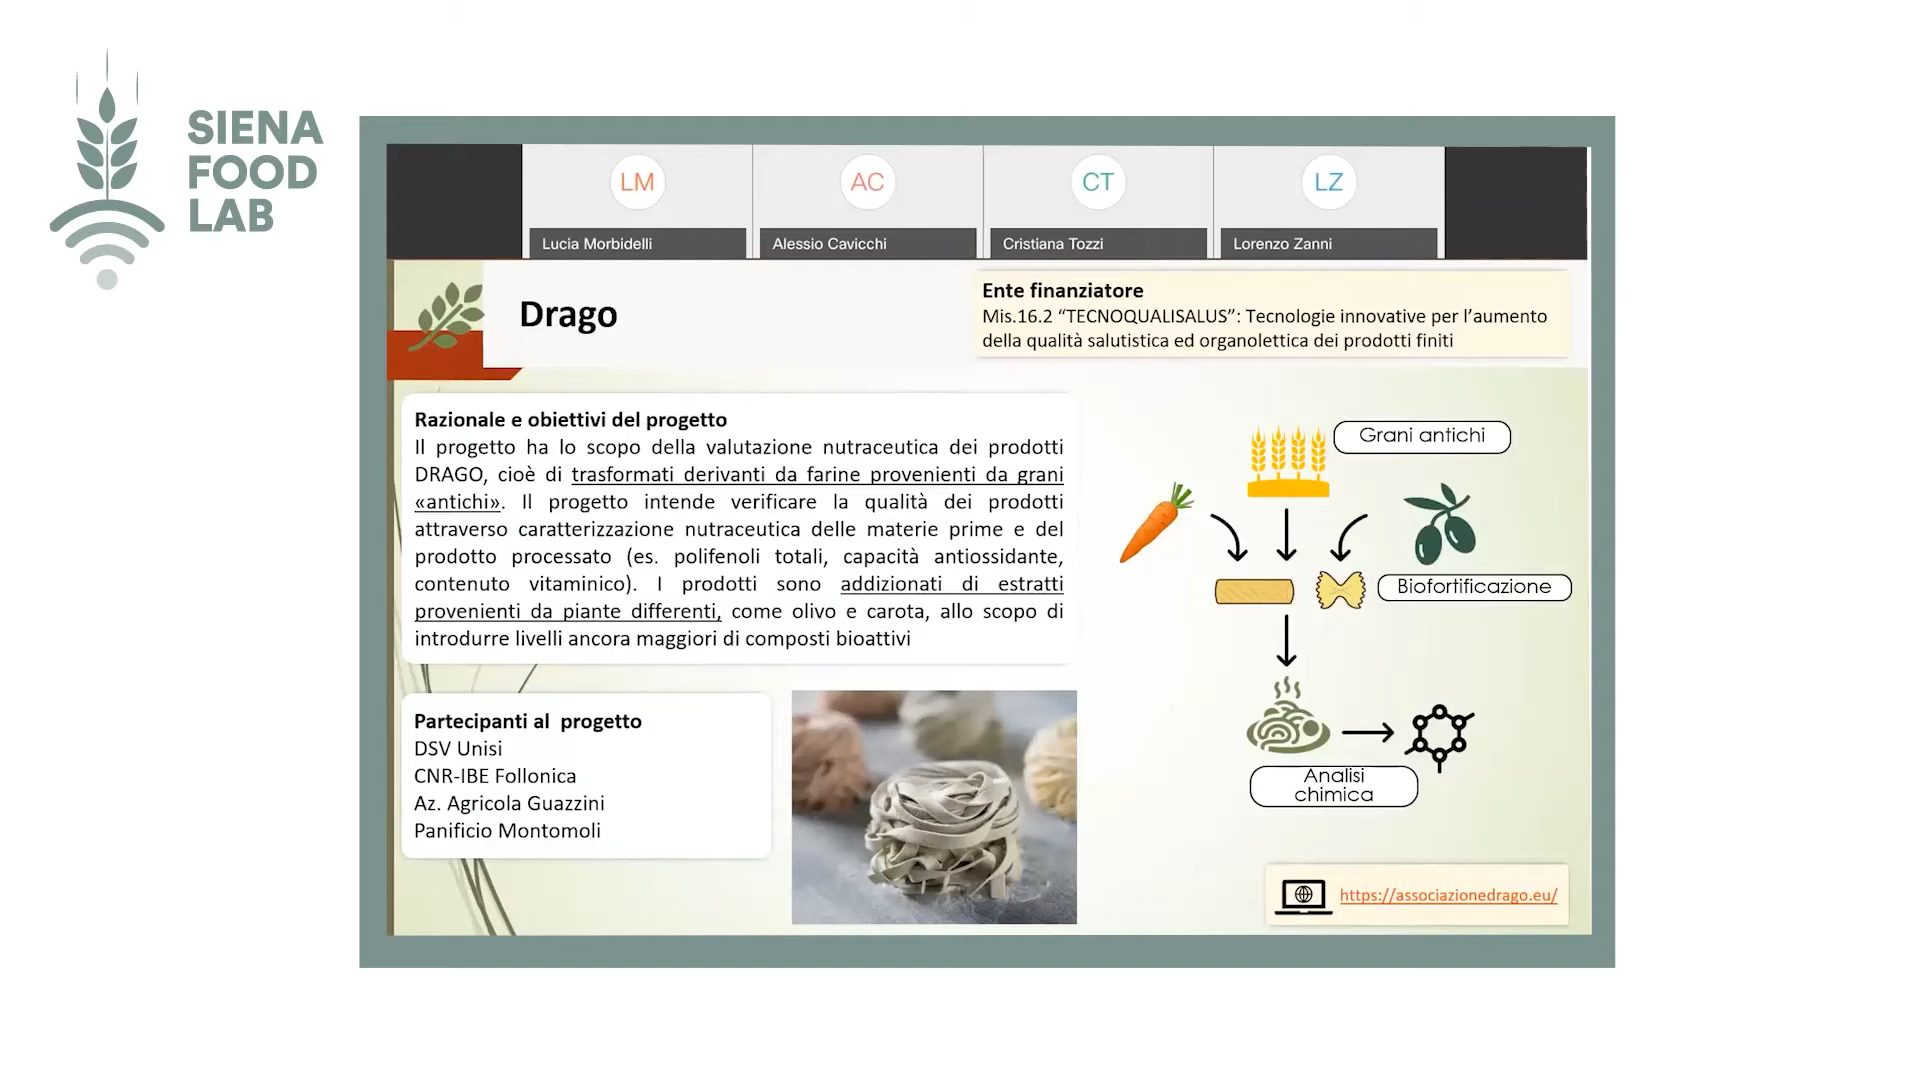 SIENA
FOOD
LAB
LM
AC
CT
LZ
Lucia Morbidelli
Alessio Cavicchi
Cristiana Tozzi
Lorenzo Zanni
Drago
Ente finanziatore
Mis.16.2 “TECNOQUALISALUS”: Tecnologie innovative per l’aumento
della qualità salutistica ed organolettica dei prodotti finiti
Razionale e obiettivi del progetto
Il progetto ha lo scopo della valutazione nutraceutica dei prodotti
DRAGO, cioè di trasformati derivanti da farine provenienti da grani
«antichi». Il progetto intende verificare la qualità dei prodotti
attraverso caratterizzazione nutraceutica delle materie prime e del
prodotto processato (es. polifenoli totali, capacità antiossidante,
contenuto vitaminico). I prodotti sono addizionati di estratti
provenienti da piante differenti, come olivo e carota, allo scopo di
introdurre livelli ancora maggiori di composti bioattivi
Grani antichi
Biofortificazione
Analisi
chimica
Partecipanti al  progetto
DSV Unisi
CNR-IBE Follonica
Az. Agricola Guazzini
Panificio Montomoli
https://associazionedrago.eu/